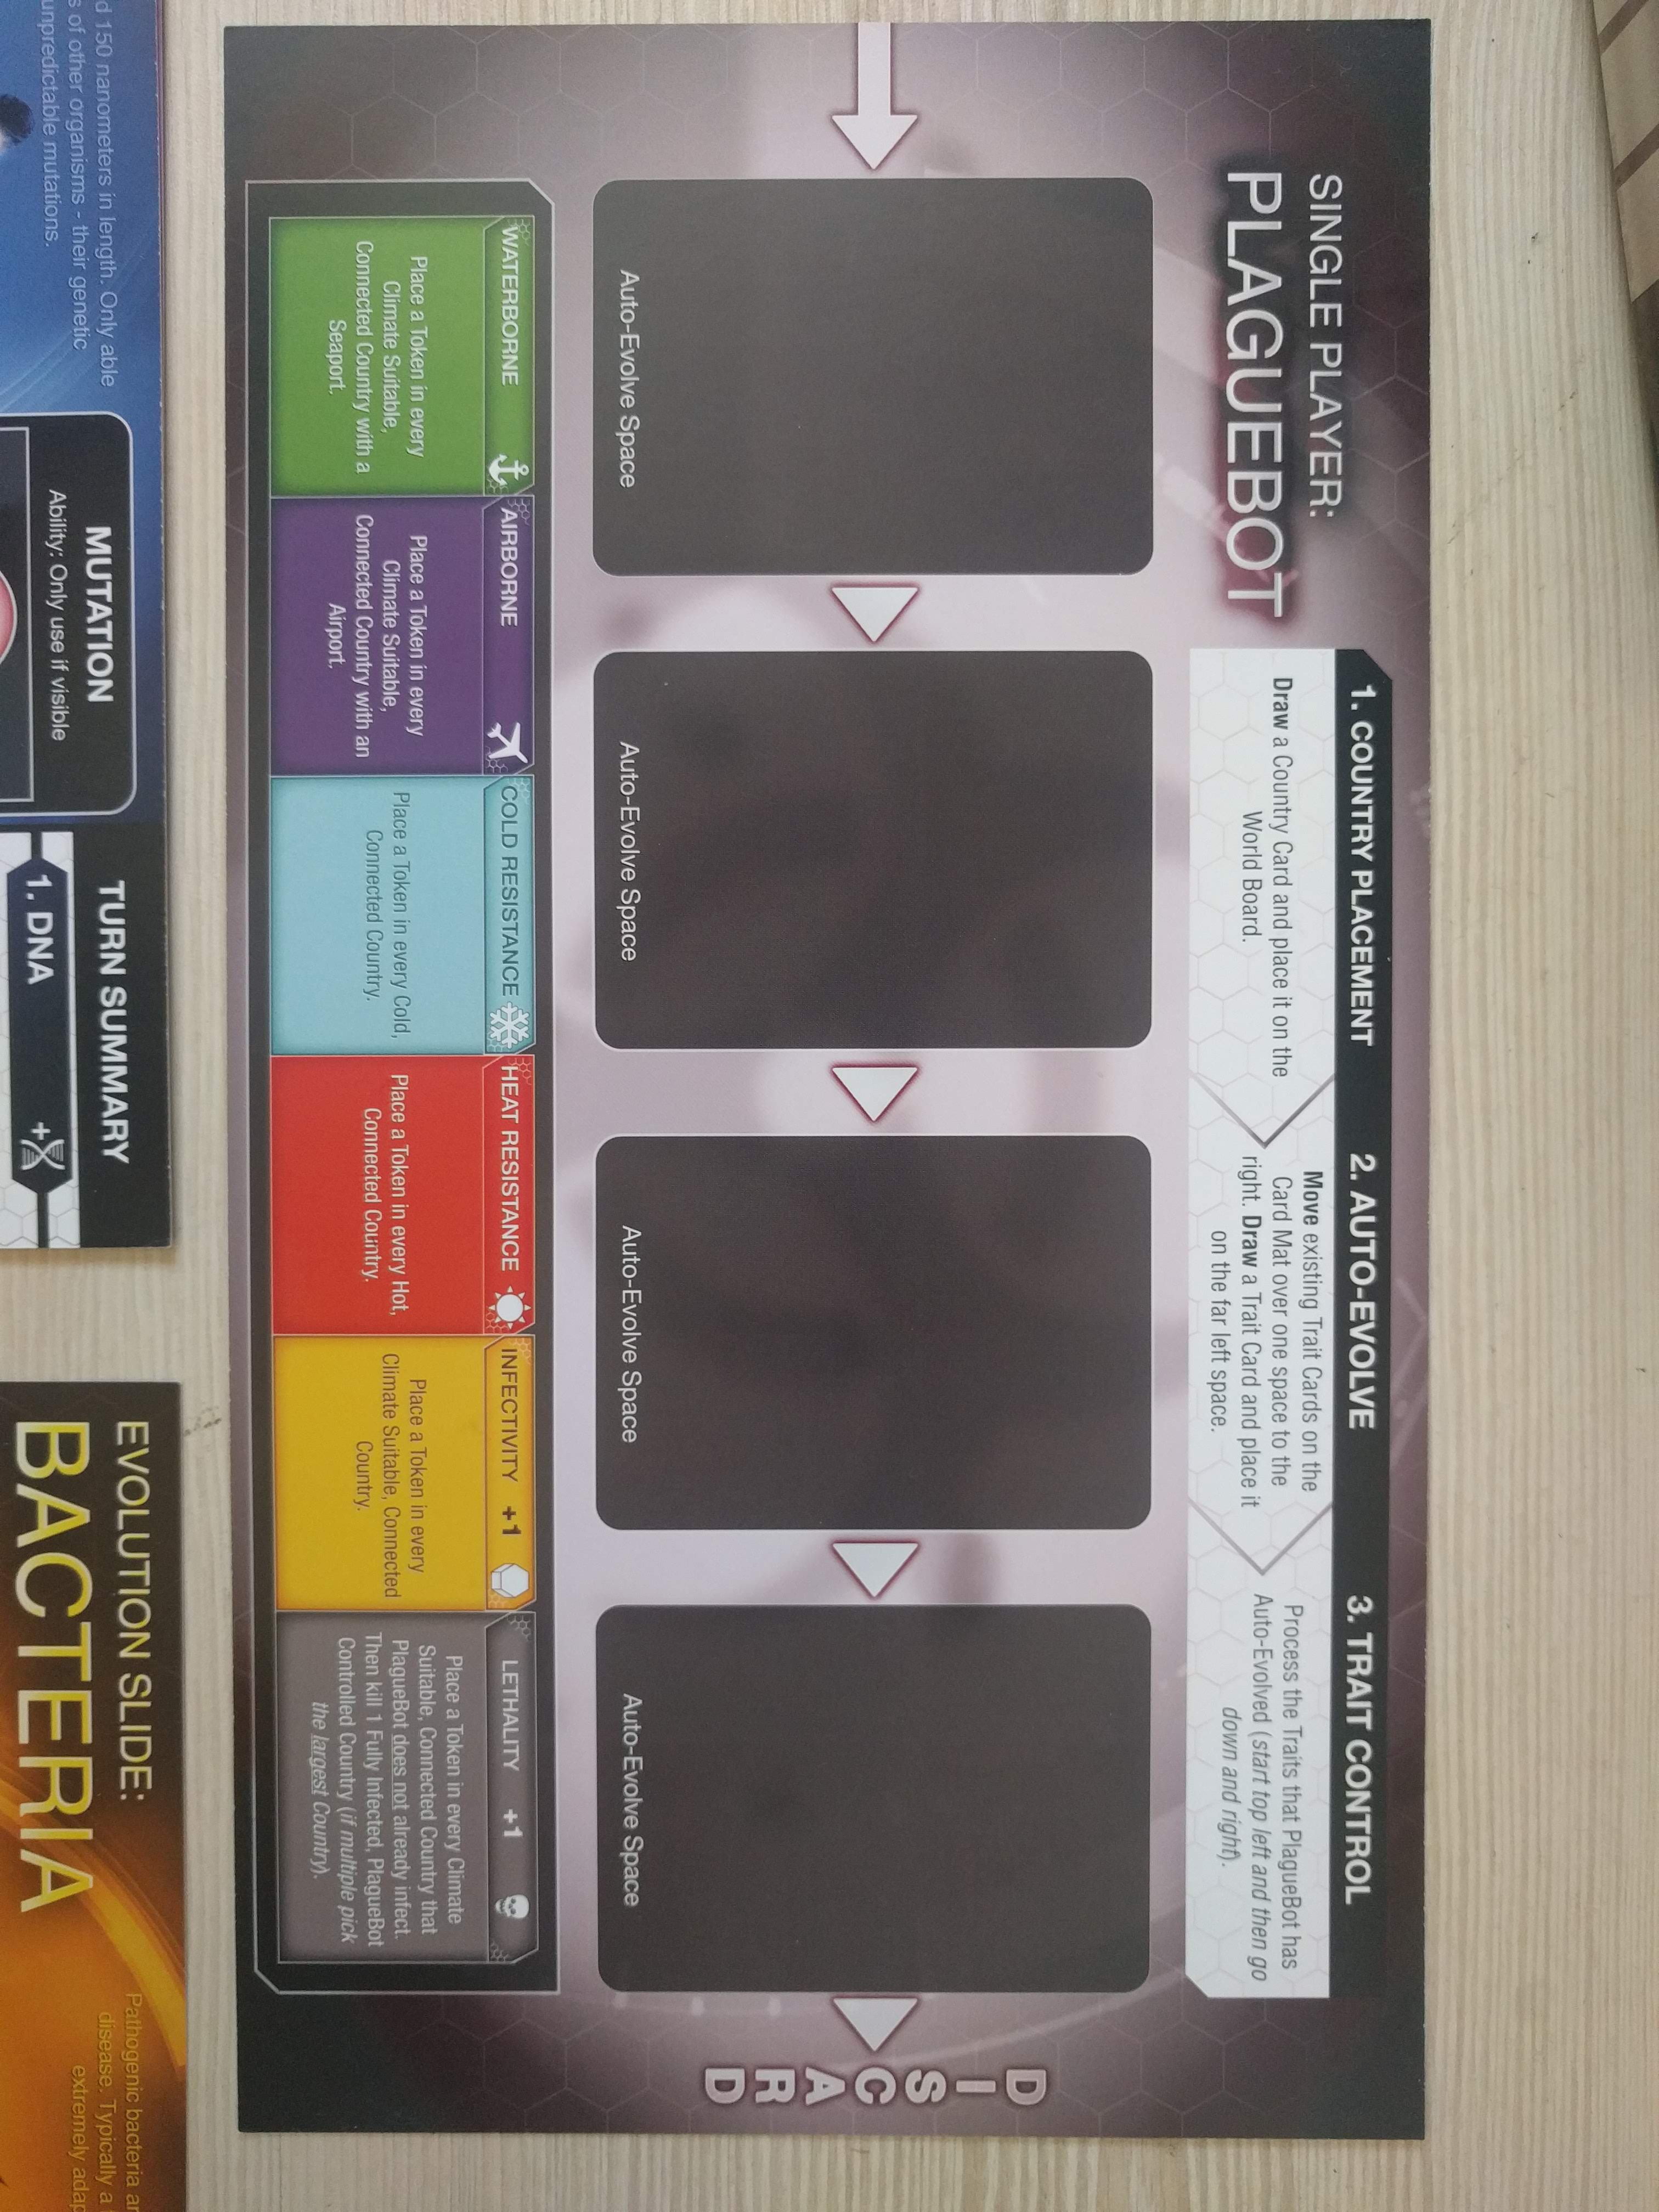 SINGLE PLAYER:
PLAGUEBOT
1. COUNTRY PLACEMENT
Draw a Country Card and place it on the
World Board.
2. AUTO-EVOLVE
Move existing Trait Cards on the
Card Mat over one space to the
right. Draw a Trait Card and place it
on the far left space.
3. TRAIT CONTROL
Process the Traits that PlagueBot has
Auto-Evolved (start top left and then go
down and right).
Auto-Evolve Space
Auto-Evolve Space
Auto-Evolve Space
Auto-Evolve Space
DISCARD
WATERBORNE
Place a Token in every
Climate Suitable,
Connected Country with a
Seaport.
AIRBORNE
Place a Token in every
Climate Suitable,
Connected Country with an
Airport.
COLD RESISTANCE
Place a Token in every Cold,
Connected Country.
HEAT RESISTANCE
Place a Token in every Hot,
Connected Country.
INFECTIVITY +1
Place a Token in every
Climate Suitable, Connected
Country.
LETHALITY +1
Place a Token in every Climate
Suitable, Connected Country that
PlagueBot does not already infect.
Then kill 1 Fully Infected, PlagueBot
Controlled Country (if multiple pick
the largest Country).
d 150 nanometers in length. Only able
s of other organisms - their genetic
unpredictable mutations.
MUTATION
Ability: Only use if visible
TURN SUMMARY
1. DNA +
EVOLUTION SLIDE:
BACTERIA
Pathogenic bacteria
disease. Typically a
extremely